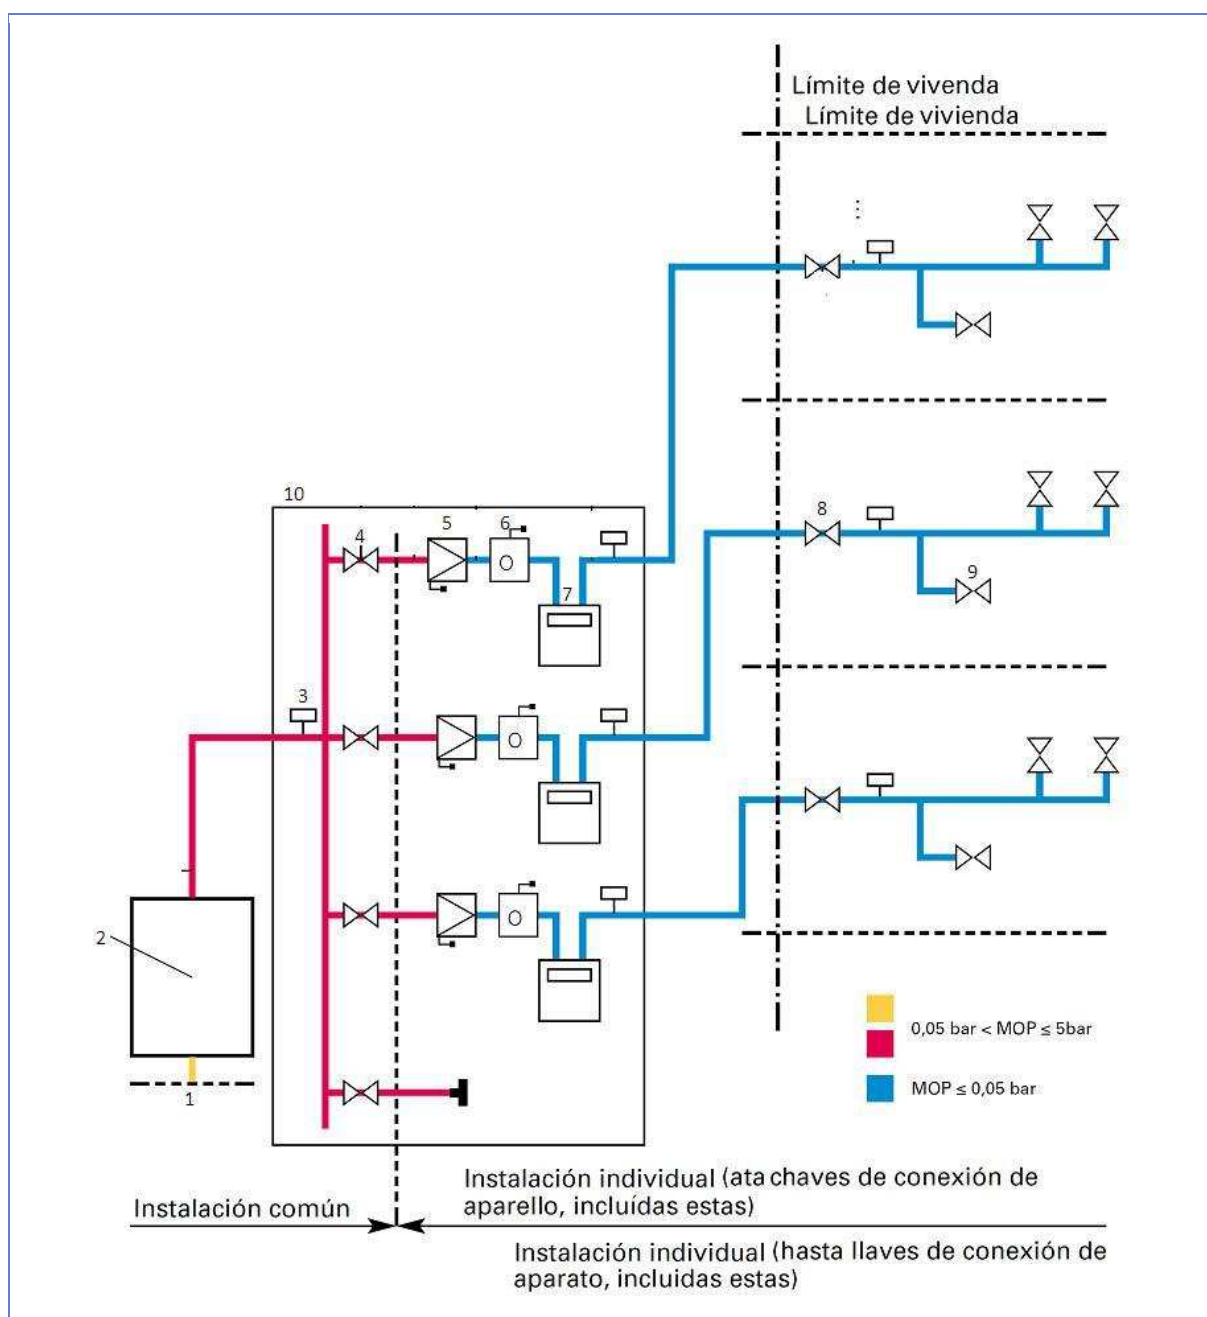 Límite de vivenda
Límite de vivienda
10
4
5
6
7
8
9
3
2
1
0,05 bar < MOP ≤ 5bar
MOP ≤ 0,05 bar
Instalación común
Instalación individual (ata chaves de conexión de
aparello, incluídas estas)
Instalación individual (hasta llaves de conexión de
aparato, incluidas estas)
O
O
O